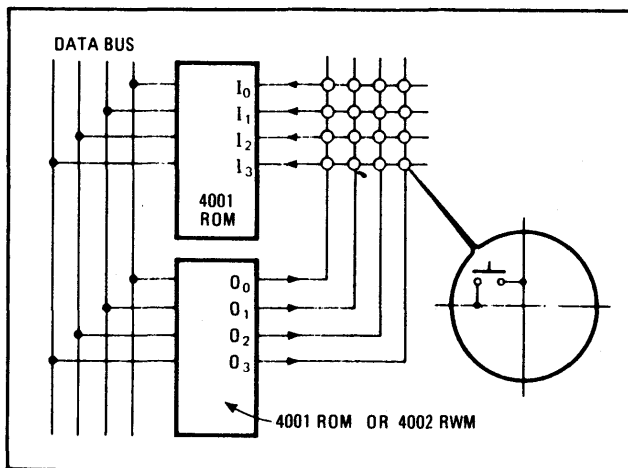 DATA BUS
I₀
I₁
I₂
I₃
4001
ROM
O₀
O₁
O₂
O₃
4001 ROM OR 4002 RWM